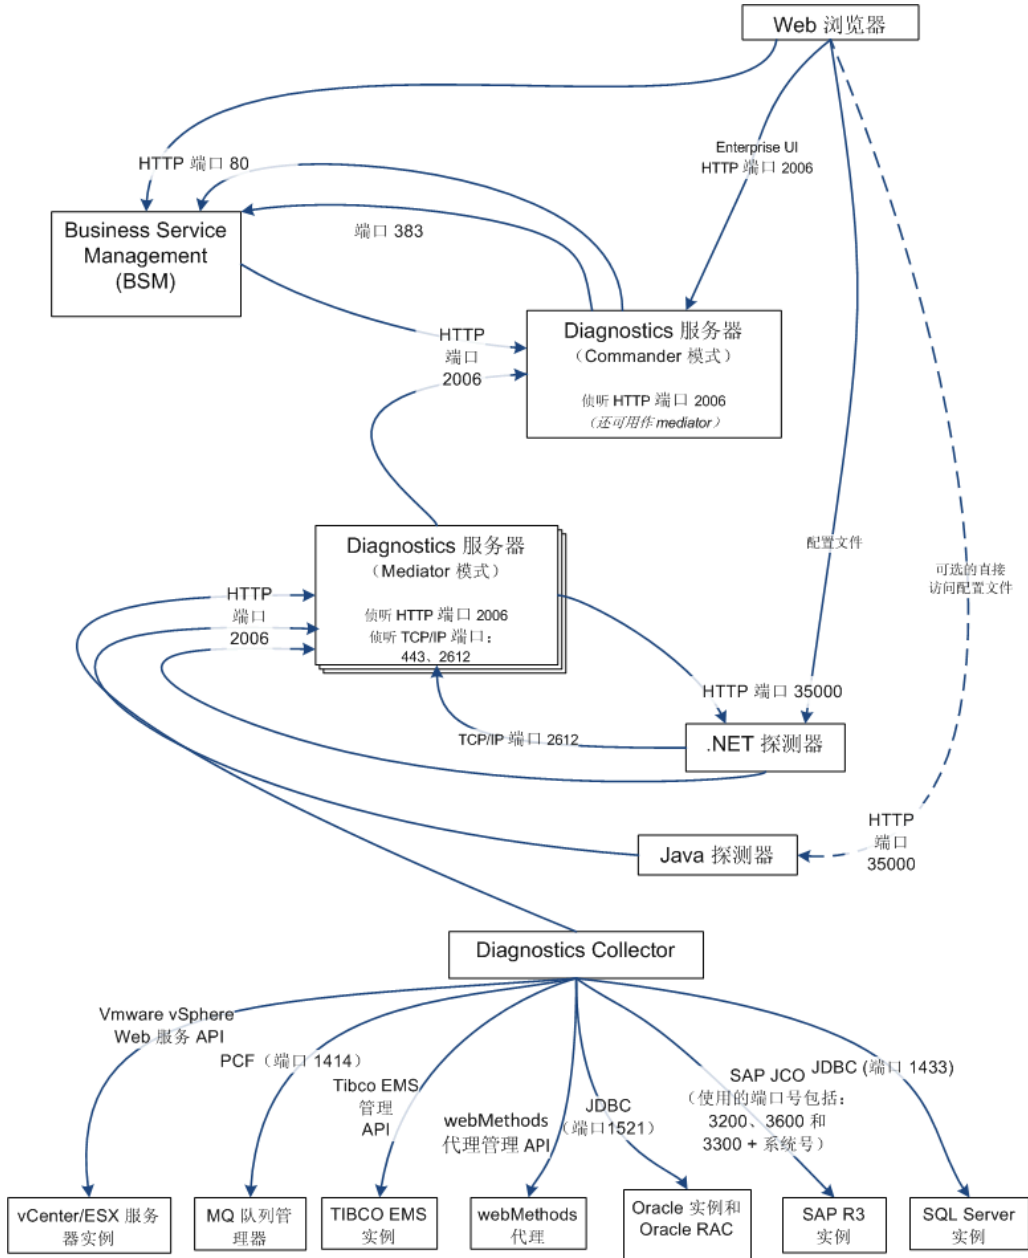 Web 浏览器
HTTP 端口 80
Enterprise UI
HTTP 端口 2006
Business Service
Management
(BSM)
端口 383
HTTP
端口
2006
Diagnostics 服务器
（Commander 模式）
侦听 HTTP 端口 2006
（还可用作 mediator）
Diagnostics 服务器
（Mediator 模式）
侦听 HTTP 端口 2006
侦听 TCP/IP 端口：
443、2612
配置文件
可选的直接
访问配置文件
HTTP
端口
2006
HTTP 端口 35000
TCP/IP 端口 2612
.NET 探测器
HTTP
端口
35000
Java 探测器
Diagnostics Collector
Vmware vSphere
Web 服务 API
PCF（端口 1414）
Tibco EMS
管理
API
webMethods
代理管理 API
JDBC
（端口1521）
SAP JCO
（使用的端口号包括：
3200、3600 和
3300 + 系统号）
JDBC (端口 1433)
vCenter/ESX 服务
器实例
MQ 队列管
理器
TIBCO EMS
实例
webMethods
代理
Oracle 实例和
Oracle RAC
SAP R3
实例
SQL Server
实例